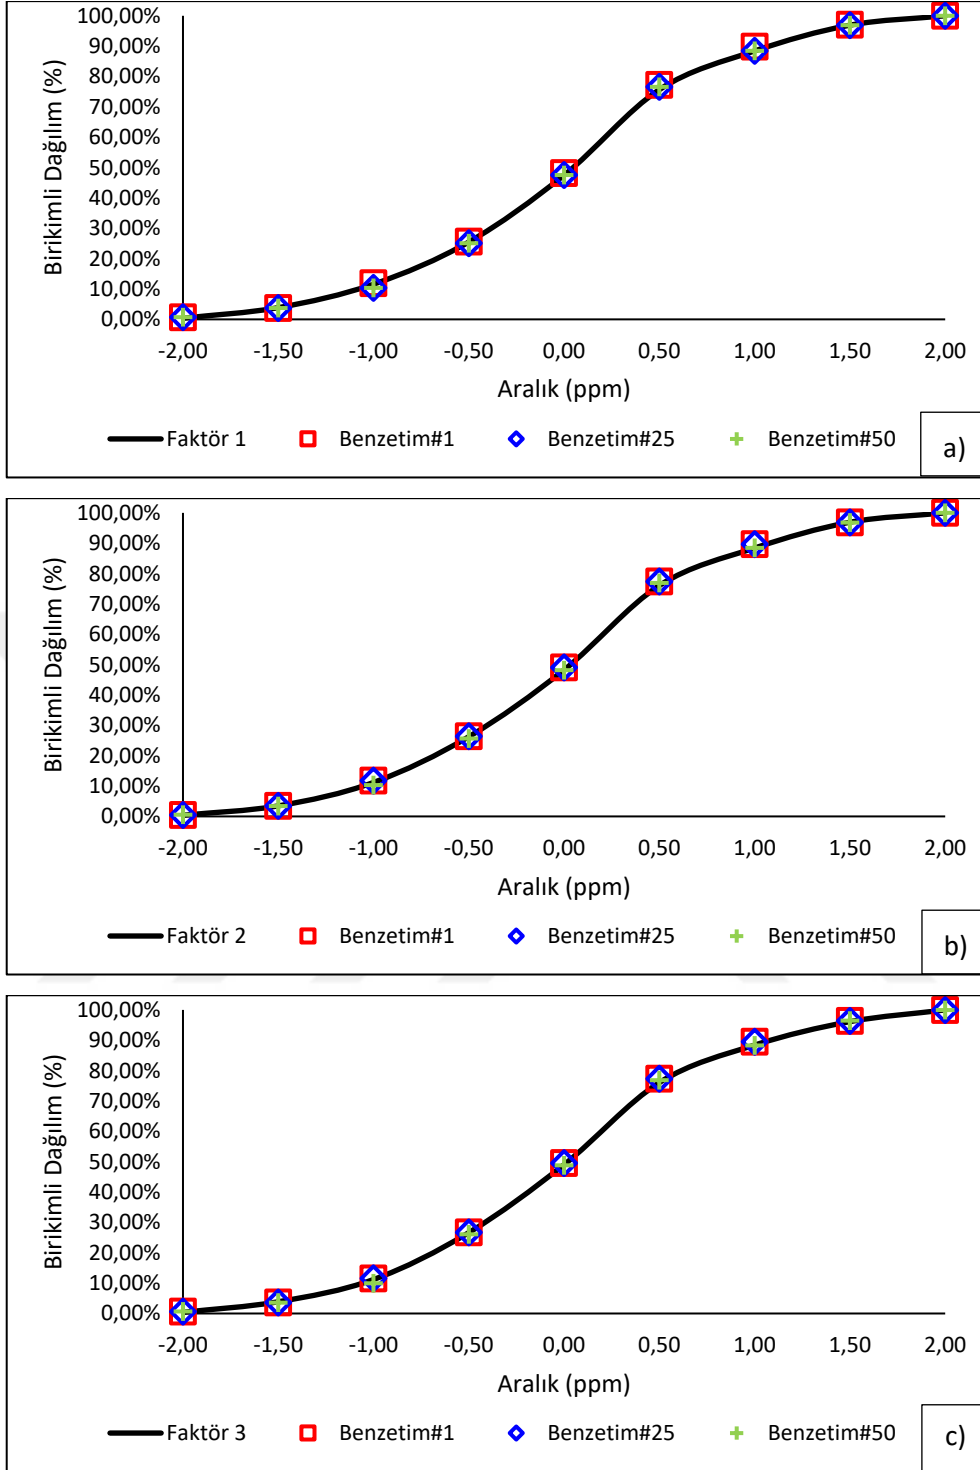 100,00%
90,00%
80,00%
70,00%
60,00%
50,00%
40,00%
30,00%
20,00%
10,00%
0,00%
Birikimli Dağılım (%)
-2,00 -1,50 -1,00 -0,50 0,00 0,50 1,00 1,50 2,00
Aralık (ppm)
Faktör 1 Benzetim#1 Benzetim#25 Benzetim#50
a)
100,00%
90,00%
80,00%
70,00%
60,00%
50,00%
40,00%
30,00%
20,00%
10,00%
0,00%
Birikimli Dağılım (%)
-2,00 -1,50 -1,00 -0,50 0,00 0,50 1,00 1,50 2,00
Aralık (ppm)
Faktör 2 Benzetim#1 Benzetim#25 Benzetim#50
b)
100,00%
90,00%
80,00%
70,00%
60,00%
50,00%
40,00%
30,00%
20,00%
10,00%
0,00%
Birikimli Dağılım (%)
-2,00 -1,50 -1,00 -0,50 0,00 0,50 1,00 1,50 2,00
Aralık (ppm)
Faktör 3 Benzetim#1 Benzetim#25 Benzetim#50
c)